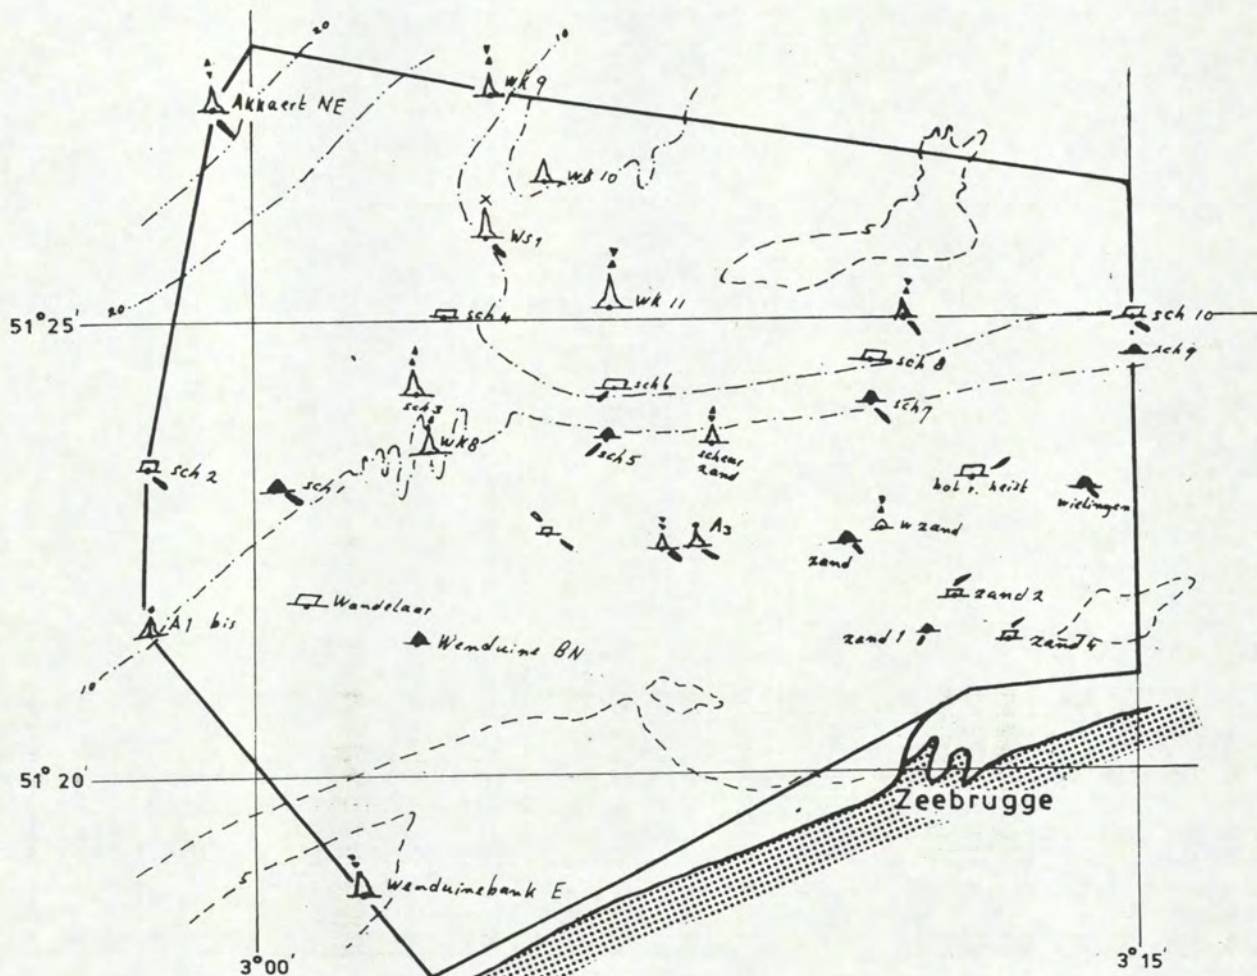 20
10
WK 9
Akkaert NE
WK 10
WS1
5
20
WK 11
51° 25'
sch 4
sch 10
sch 9
sch 8
sch 6
sch 3
sch 7
WK8
sch 5
scheur
zand
sch 2
sch 1
bol v. heist
wielingen
A3
w zand
zand
Wandelaar
zand 2
A1 bis
Wenduine BN
zand 1
zand 4
10
51° 20'
Zeebrugge
5
Wenduinebank E
3°00'
3°15'